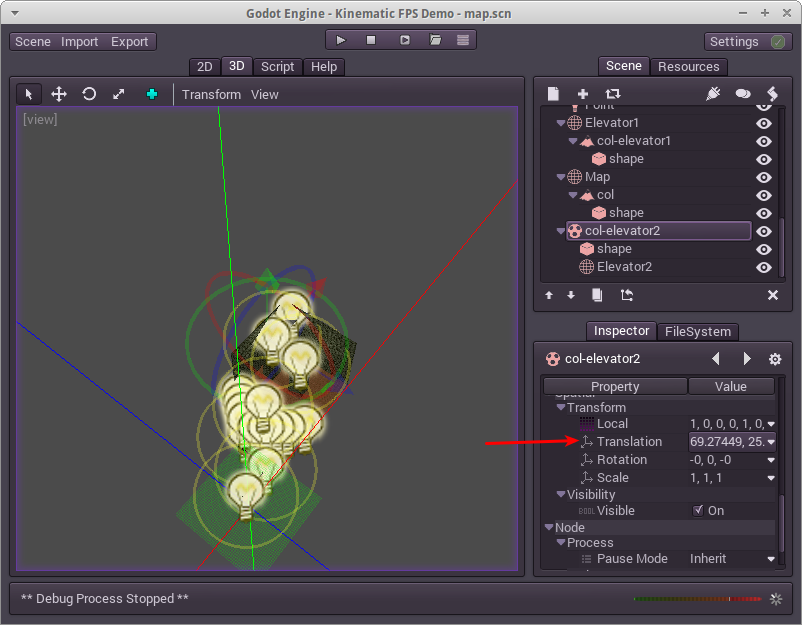 Godot Engine - Kinematic FPS Demo - map.scn
Scene Import Export
Settings
2D 3D Script Help
Scene Resources
Transform View
[view]
Point
Elevator1
col-elevator1
shape
Map
col
shape
col-elevator2
shape
Elevator2
Inspector FileSystem
col-elevator2
Property Value
Spatial
Transform
Local 1, 0, 0, 0, 1, 0,
Translation 69.27449, 25.
Rotation -0, 0, -0
Scale 1, 1, 1
Visibility
BOOL Visible On
Node
Process
Pause Mode Inherit
** Debug Process Stopped **